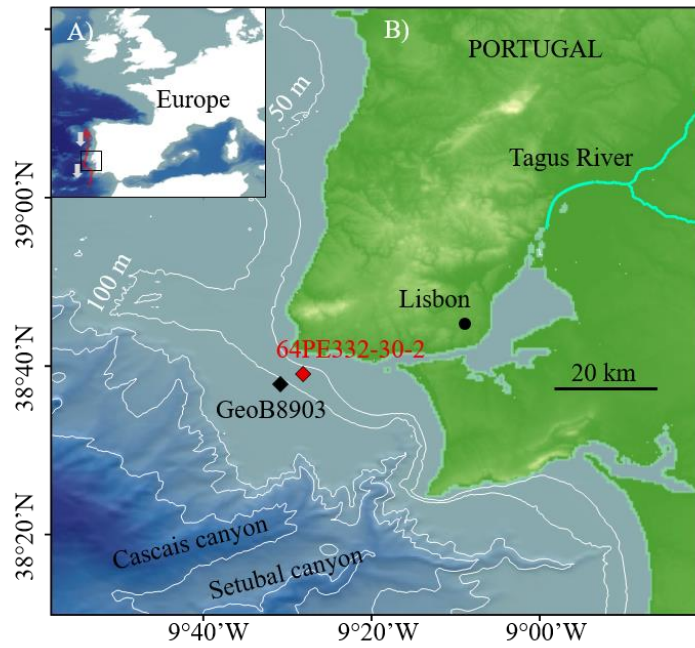 A)
B)
PORTUGAL
Europe
50 m
Tagus River
39°00’N
100 m
Lisbon
64PE332-30-2
38°40’N
20 km
GeoB8903
38°20’N
Cascais canyon
Setubal canyon
9°40’W
9°20’W
9°00’W